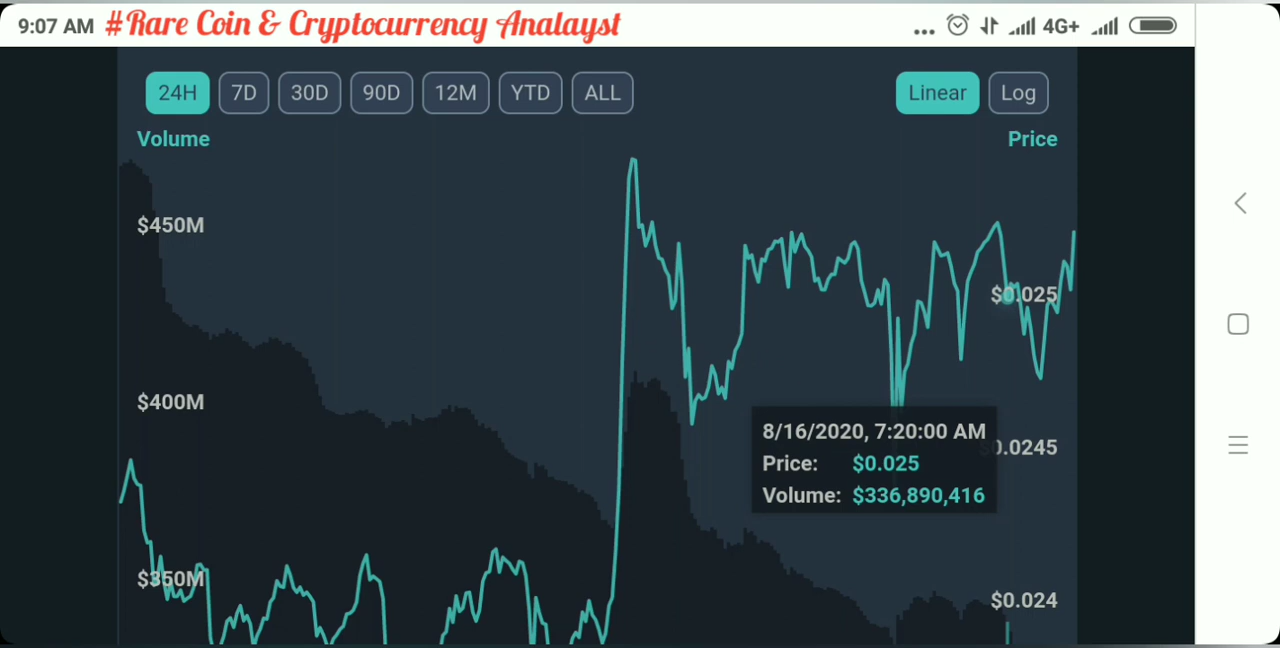 9:07 AM #Rare Coin & Cryptocurrency Analayst ... 4G+
24H 7D 30D 90D 12M YTD ALL Linear Log
Volume Price
$450M
$0.025
$400M
8/16/2020, 7:20:00 AM
$0.0245
Price: $0.025
Volume: $336,890,416
$350M
$0.024